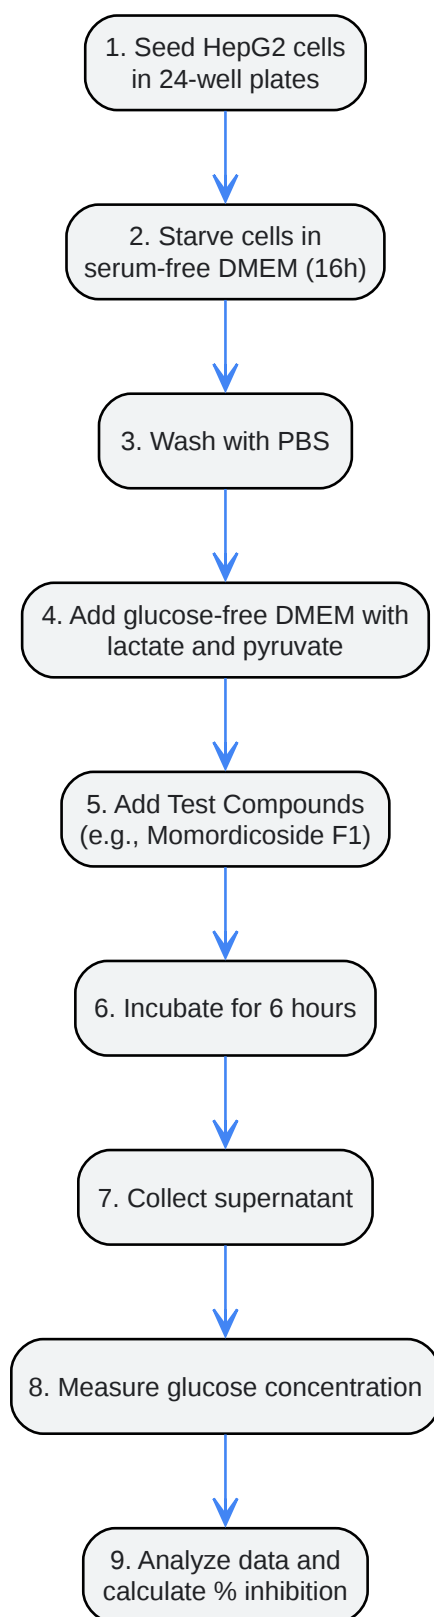 1. Seed HepG2 cells
in 24-well plates
2. Starve cells in
serum-free DMEM (16h)
3. Wash with PBS
4. Add glucose-free DMEM with
lactate and pyruvate
5. Add Test Compounds
(e.g., Momordicoside F1)
6. Incubate for 6 hours
7. Collect supernatant
8. Measure glucose concentration
9. Analyze data and
calculate % inhibition